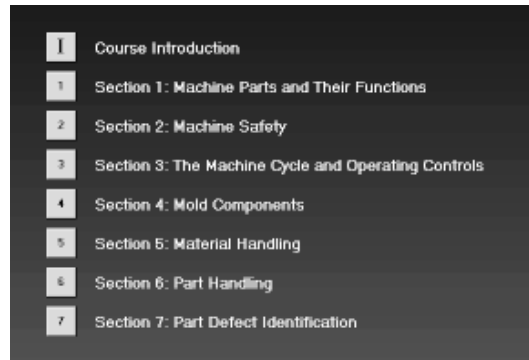 I Course Introduction
1 Section 1: Machine Parts and Their Functions
2 Section 2: Machine Safety
3 Section 3: The Machine Cycle and Operating Controls
4 Section 4: Mold Components
5 Section 5: Material Handling
6 Section 6: Part Handling
7 Section 7: Part Defect Identification